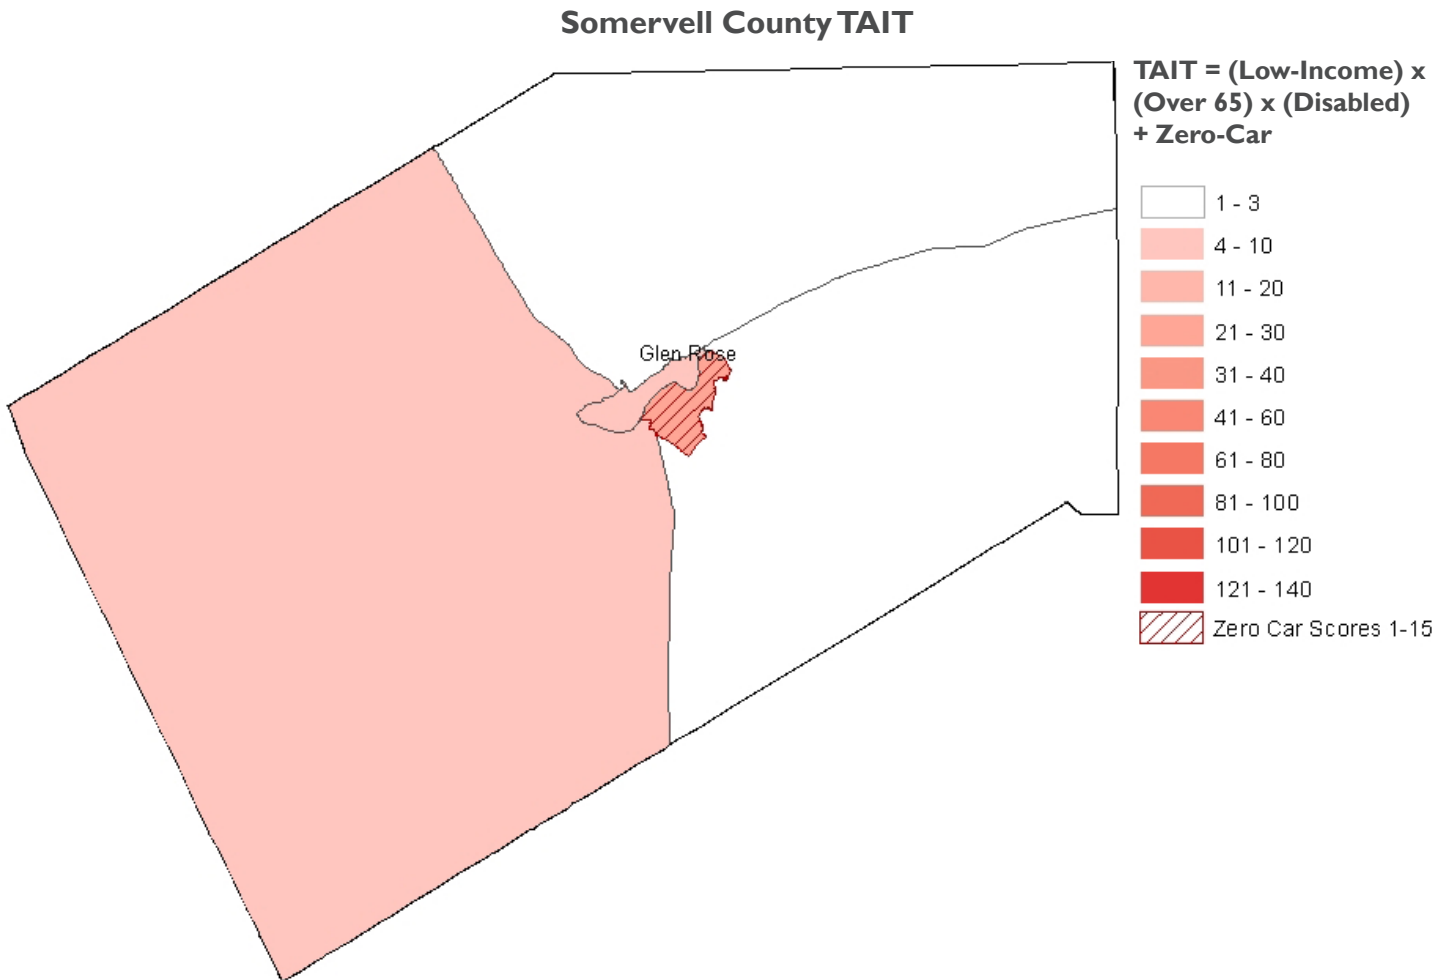 Somervell County TAIT
TAIT = (Low-Income) x
(Over 65) x (Disabled)
+ Zero-Car
1 - 3
4 - 10
11 - 20
21 - 30
31 - 40
41 - 60
61 - 80
81 - 100
101 - 120
121 - 140
Zero Car Scores 1-15
Glen Rose